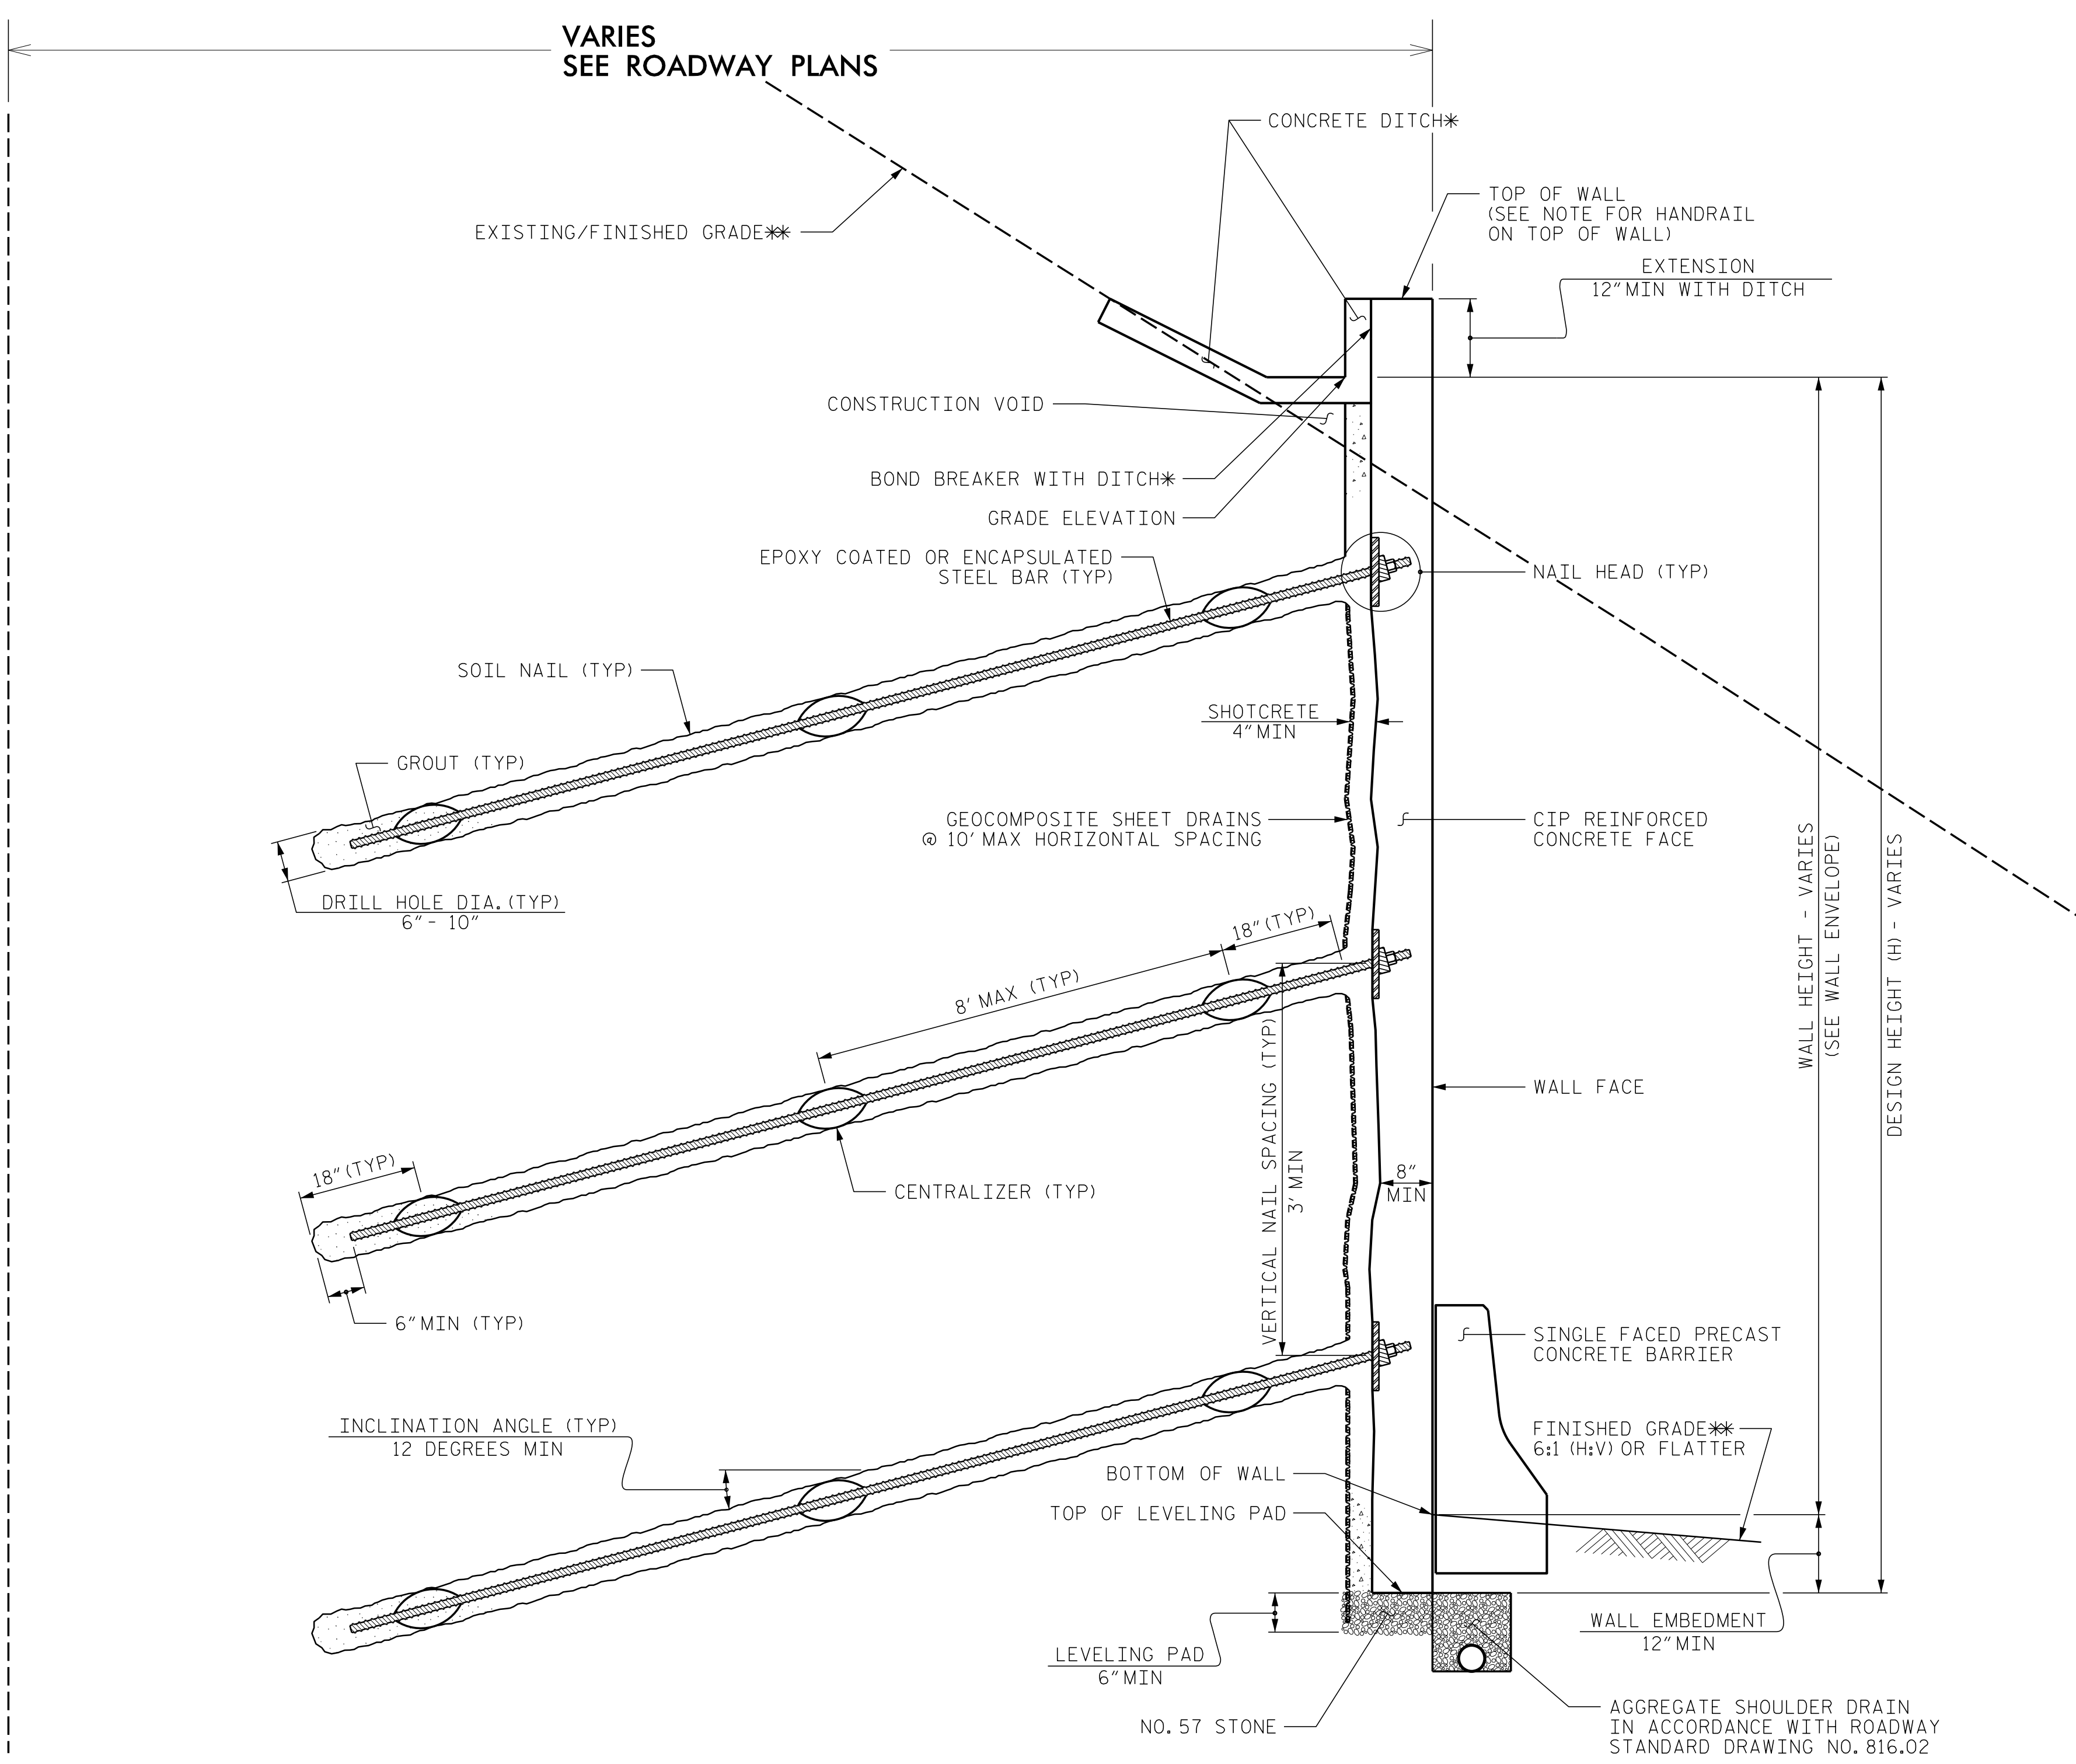 VARIES
SEE ROADWAY PLANS
CONCRETE DITCH*
TOP OF WALL
(SEE NOTE FOR HANDRAIL
ON TOP OF WALL)
EXISTING/FINISHED GRADE**
EXTENSION
12" MIN WITH DITCH
CONSTRUCTION VOID
BOND BREAKER WITH DITCH*
GRADE ELEVATION
EPOXY COATED OR ENCAPSULATED
STEEL BAR (TYP)
NAIL HEAD (TYP)
SOIL NAIL (TYP)
SHOTCRETE
4" MIN
GROUT (TYP)
GEOCOMPOSITE SHEET DRAINS
@ 10' MAX HORIZONTAL SPACING
CIP REINFORCED
CONCRETE FACE
WALL HEIGHT - VARIES
(SEE WALL ENVELOPE)
DESIGN HEIGHT (H) - VARIES
DRILL HOLE DIA. (TYP)
6" - 10"
18" (TYP)
8' MAX (TYP)
VERTICAL NAIL SPACING (TYP)
3' MIN
WALL FACE
18" (TYP)
CENTRALIZER (TYP)
8"
MIN
6" MIN (TYP)
SINGLE FACED PRECAST
CONCRETE BARRIER
INCLINATION ANGLE (TYP)
12 DEGREES MIN
FINISHED GRADE**
6:1 (H:V) OR FLATTER
BOTTOM OF WALL
TOP OF LEVELING PAD
WALL EMBEDMENT
12" MIN
LEVELING PAD
6" MIN
NO. 57 STONE
AGGREGATE SHOULDER DRAIN
IN ACCORDANCE WITH ROADWAY
STANDARD DRAWING NO. 816.02